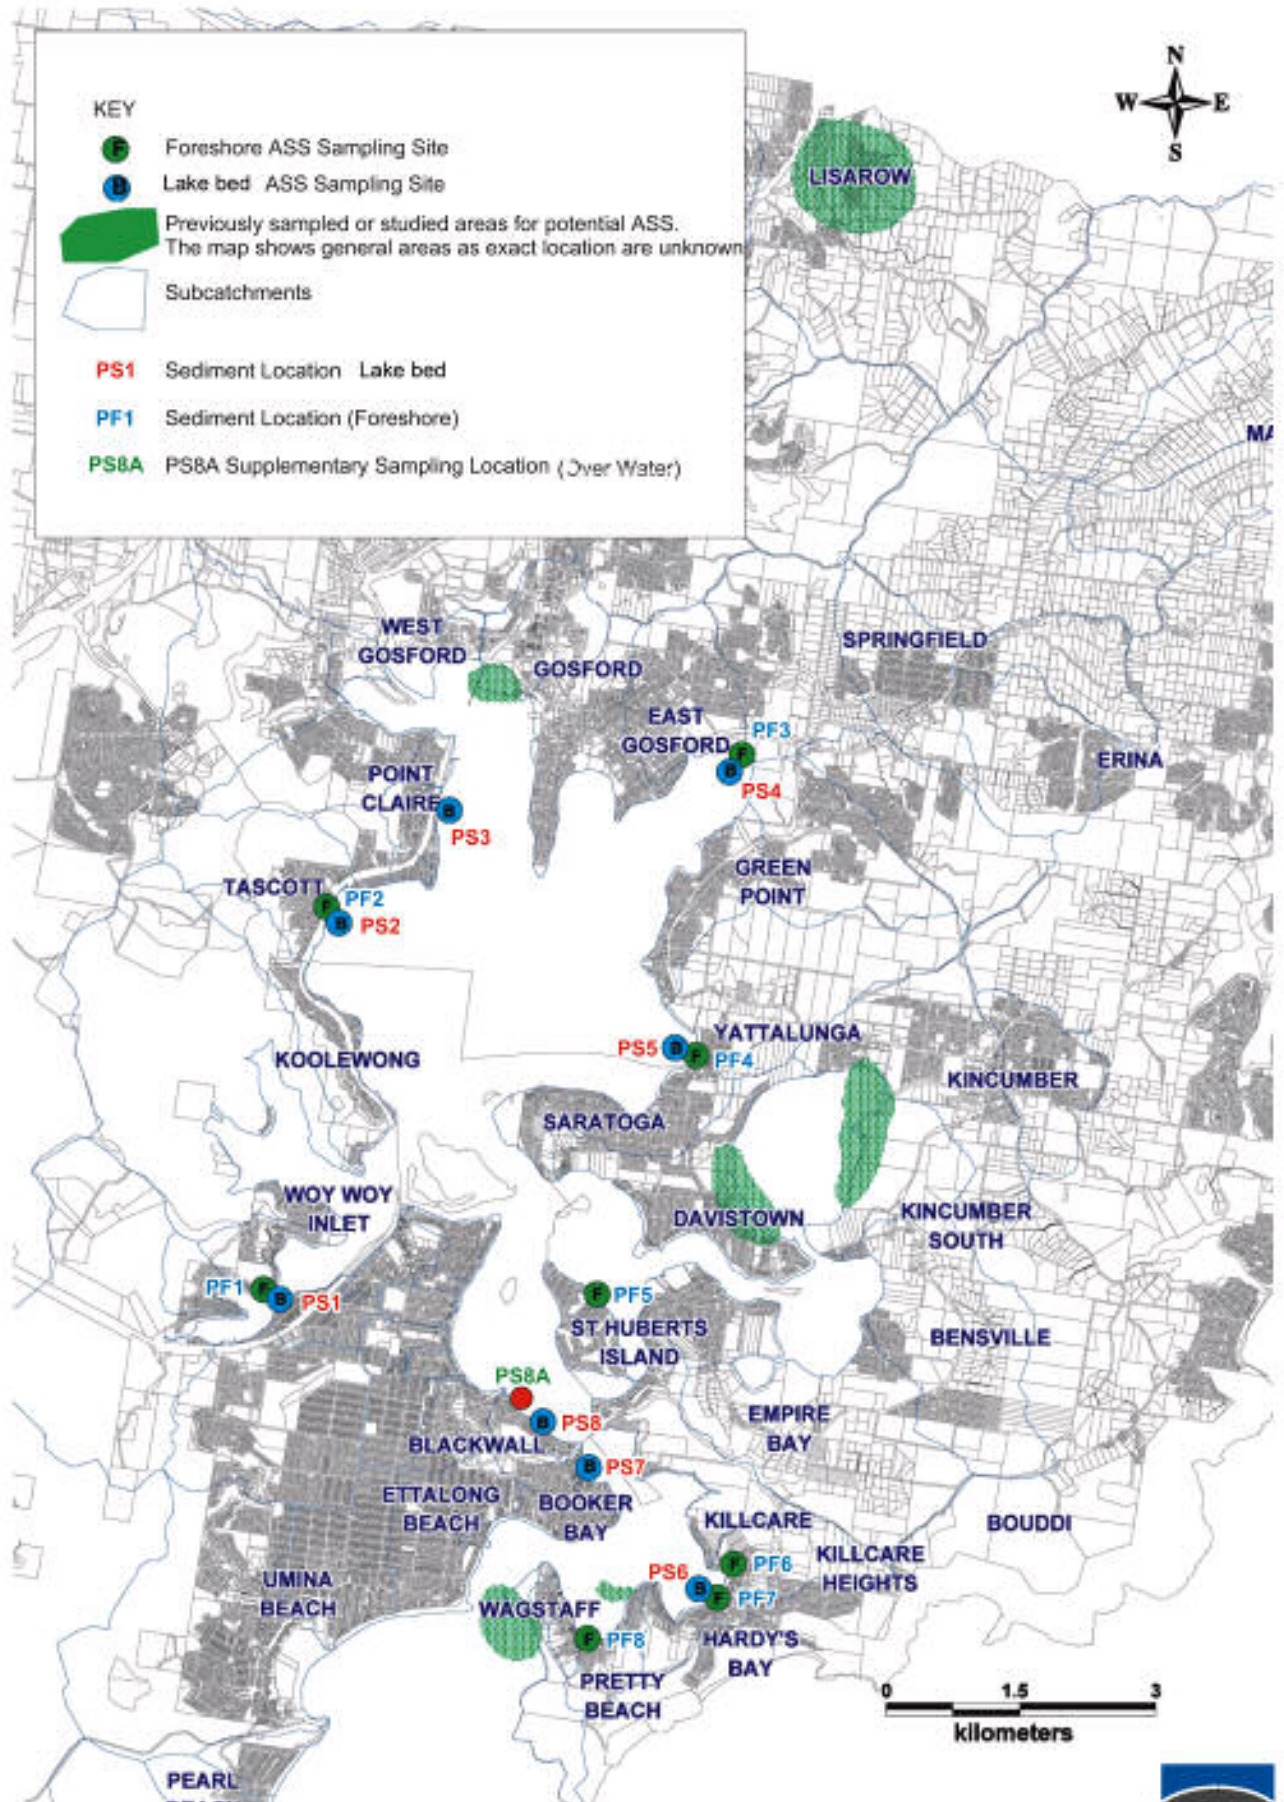 N
W E
S
KEY
F Foreshore ASS Sampling Site
B Lake bed ASS Sampling Site
Previously sampled or studied areas for potential ASS.
The map shows general areas as exact location are unknown
Subcatchments
PS1 Sediment Location Lake bed
PF1 Sediment Location (Foreshore)
PS8A PS8A Supplementary Sampling Location (Over Water)
LISAROW
MA
WEST
GOSFORD
GOSFORD
SPRINGFIELD
EAST
GOSFORD
PF3
F
B
PS4
ERINA
POINT
CLAIRE
B
PS3
GREEN
POINT
TASCOTT
F PF2
B PS2
YATTALUNGA
PS5 B F PF4
KOOLEWONG
KINCUMBER
SARATOGA
WOY WOY
INLET
DAVISTOWN
KINCUMBER
SOUTH
PF1 F B PS1
F PF5
ST HUBERTS
ISLAND
BENSVILLE
PS8A
B PS8
EMPIRE
BAY
BLACKWALL
B PS7
ETTALONG
BEACH
BOOKER
BAY
KILLCARE
BOUDDI
F PF6
KILLCARE
HEIGHTS
PS6 B F PF7
UMINA
BEACH
WAGSTAFF
F PF8
HARDY'S
BAY
PRETTY
BEACH
0 1.5 3
kilometers
PEARL